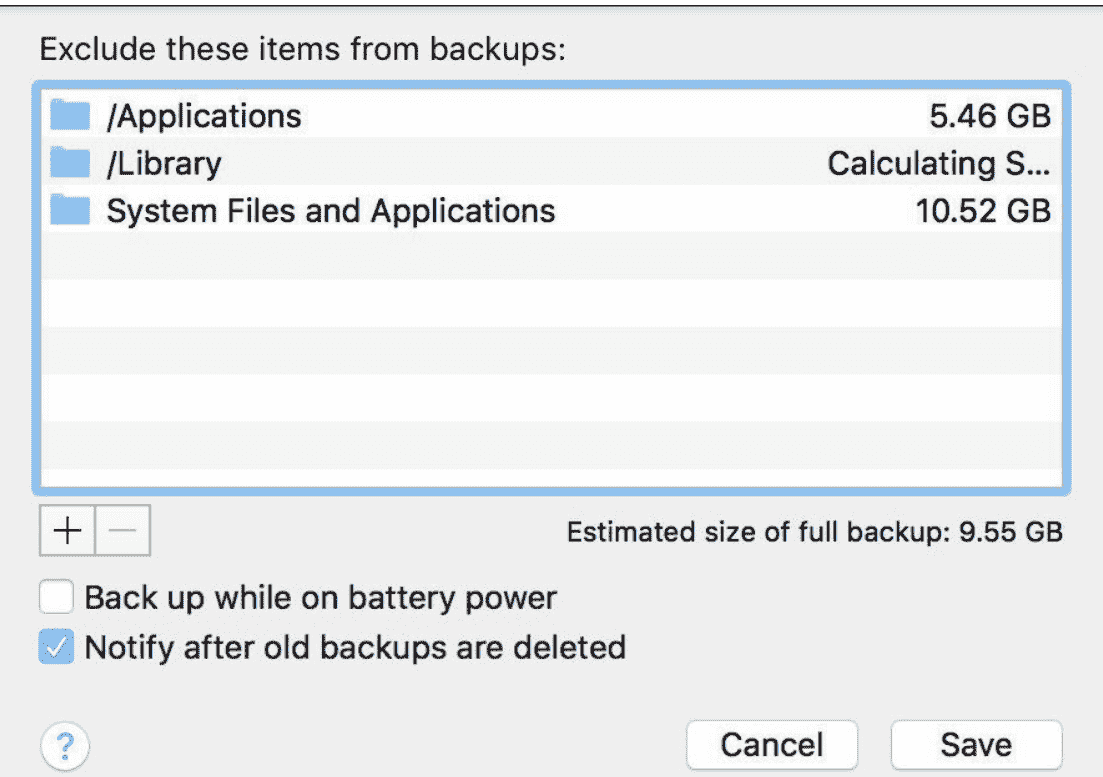 Exclude these items from backups:
/Applications 5.46 GB
/Library Calculating S...
System Files and Applications 10.52 GB
+ −
Estimated size of full backup: 9.55 GB
Back up while on battery power
Notify after old backups are deleted
? Cancel Save